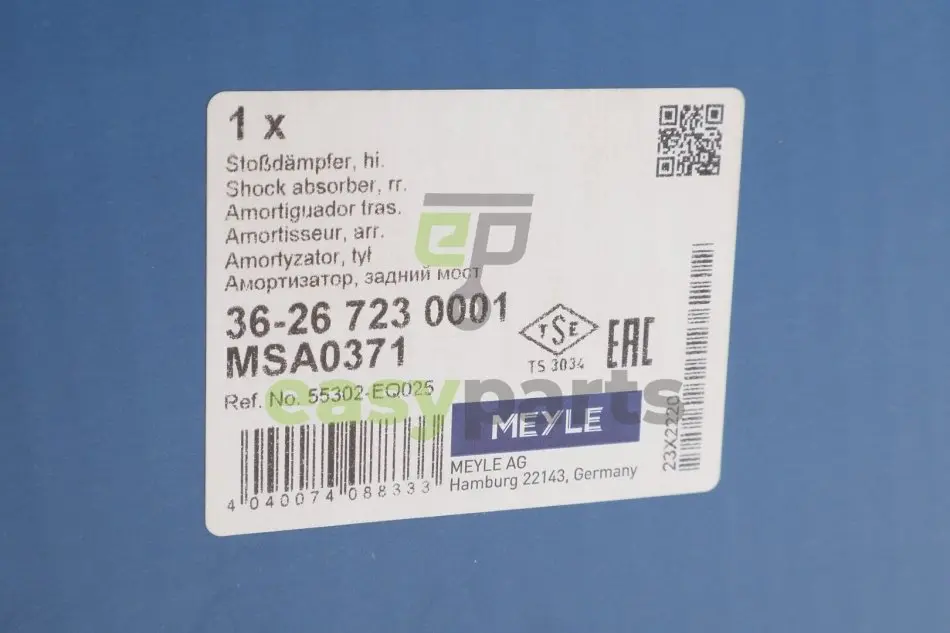 1 x
Stoßdämpfer, hi.
Shock absorber, rr.
Amortiguador tras.
Amortisseur, arr.
Amortyzator, tył
Амортизатор, задний мост
36-26 723 0001
MSA0371
Ref. No. 55302-EQ025
4 040074 088333
TSE
TS 3034
EAC
MEYLE
MEYLE AG
Hamburg 22143, Germany
23X2220
ep
easyparts